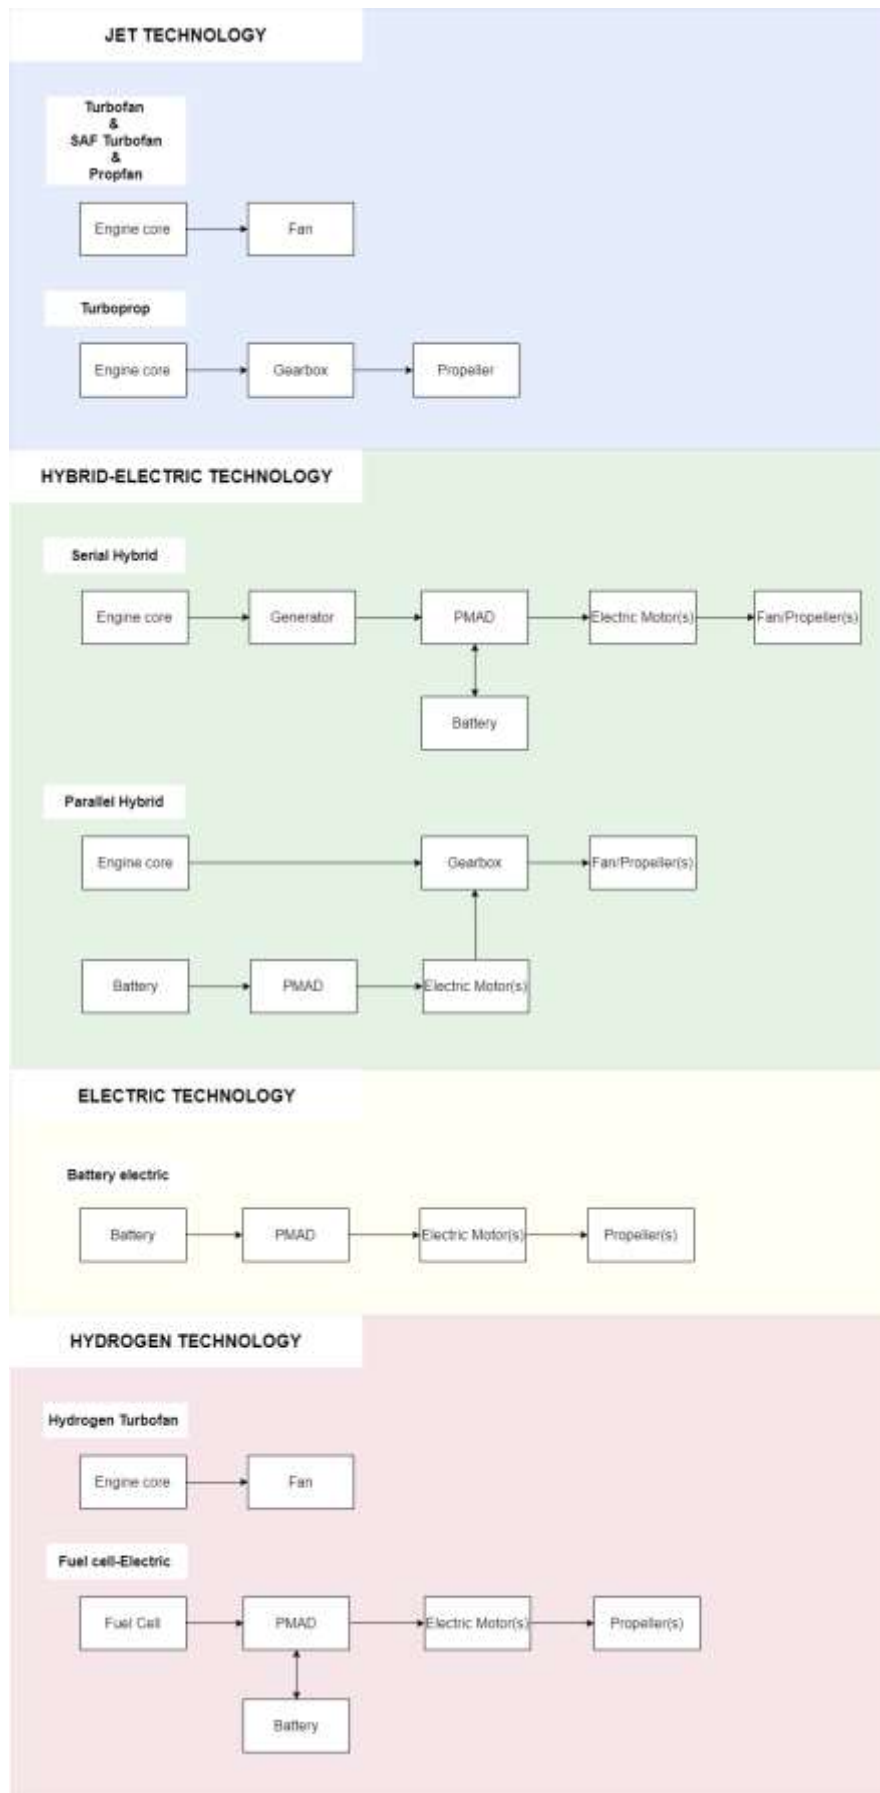 JET TECHNOLOGY
Turbofan
&
SAF Turbofan
&
Propfan
Engine core
Fan
Turboprop
Engine core
Gearbox
Propeller
HYBRID-ELECTRIC TECHNOLOGY
Serial Hybrid
Engine core
Generator
PMAD
Electric Motor(s)
Fan/Propeller(s)
Battery
Parallel Hybrid
Engine core
Gearbox
Fan/Propeller(s)
Battery
PMAD
Electric Motor(s)
ELECTRIC TECHNOLOGY
Battery electric
Battery
PMAD
Electric Motor(s)
Propeller(s)
HYDROGEN TECHNOLOGY
Hydrogen Turbofan
Engine core
Fan
Fuel cell-Electric
Fuel Cell
PMAD
Electric Motor(s)
Propeller(s)
Battery